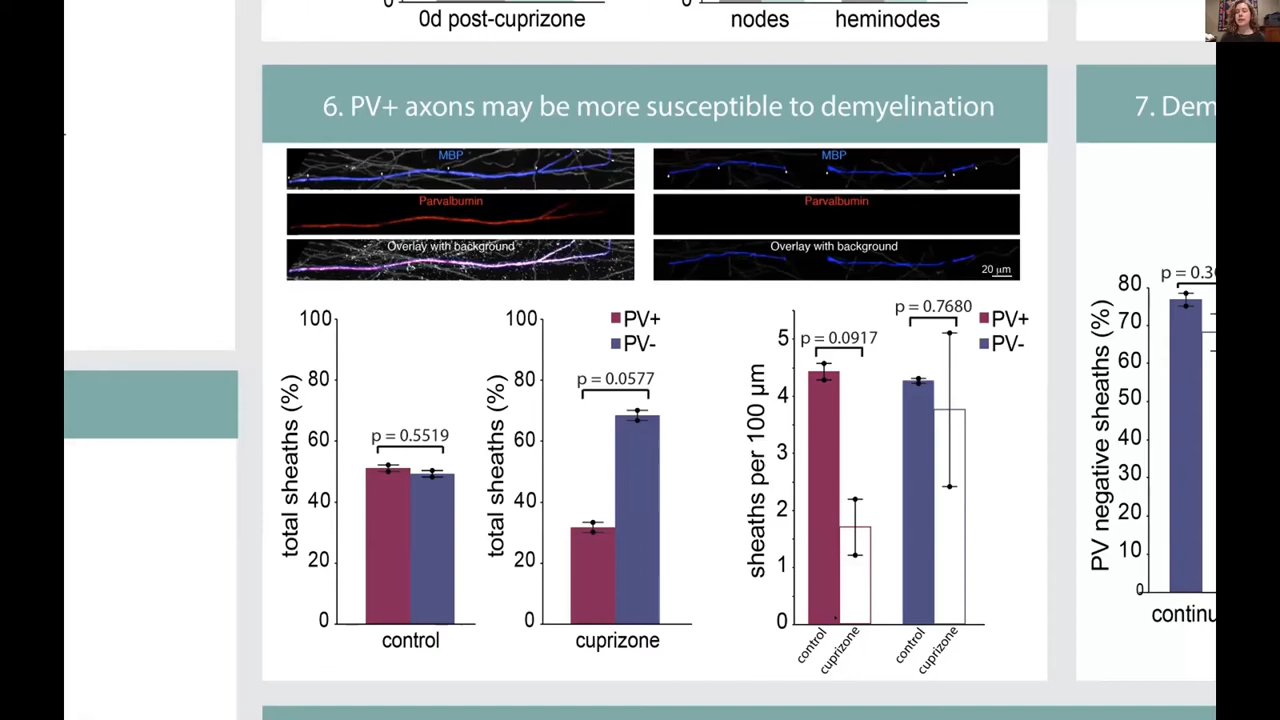 0
0d post-cuprizone
0
nodes
heminodes
6. PV+ axons may be more susceptible to demyelination
MBP
Parvalbumin
Overlay with background
MBP
Parvalbumin
Overlay with background
20 µm
total sheaths (%)
100
80
60
40
20
0
p = 0.5519
control
total sheaths (%)
100
80
60
40
20
0
PV+
PV-
p = 0.0577
cuprizone
sheaths per 100 µm
5
4
3
2
1
0
p = 0.0917
p = 0.7680
PV+
PV-
control
cuprizone
control
cuprizone
7. Dem
PV negative sheaths (%)
80
70
60
50
40
30
20
10
0
p = 0.3
continu